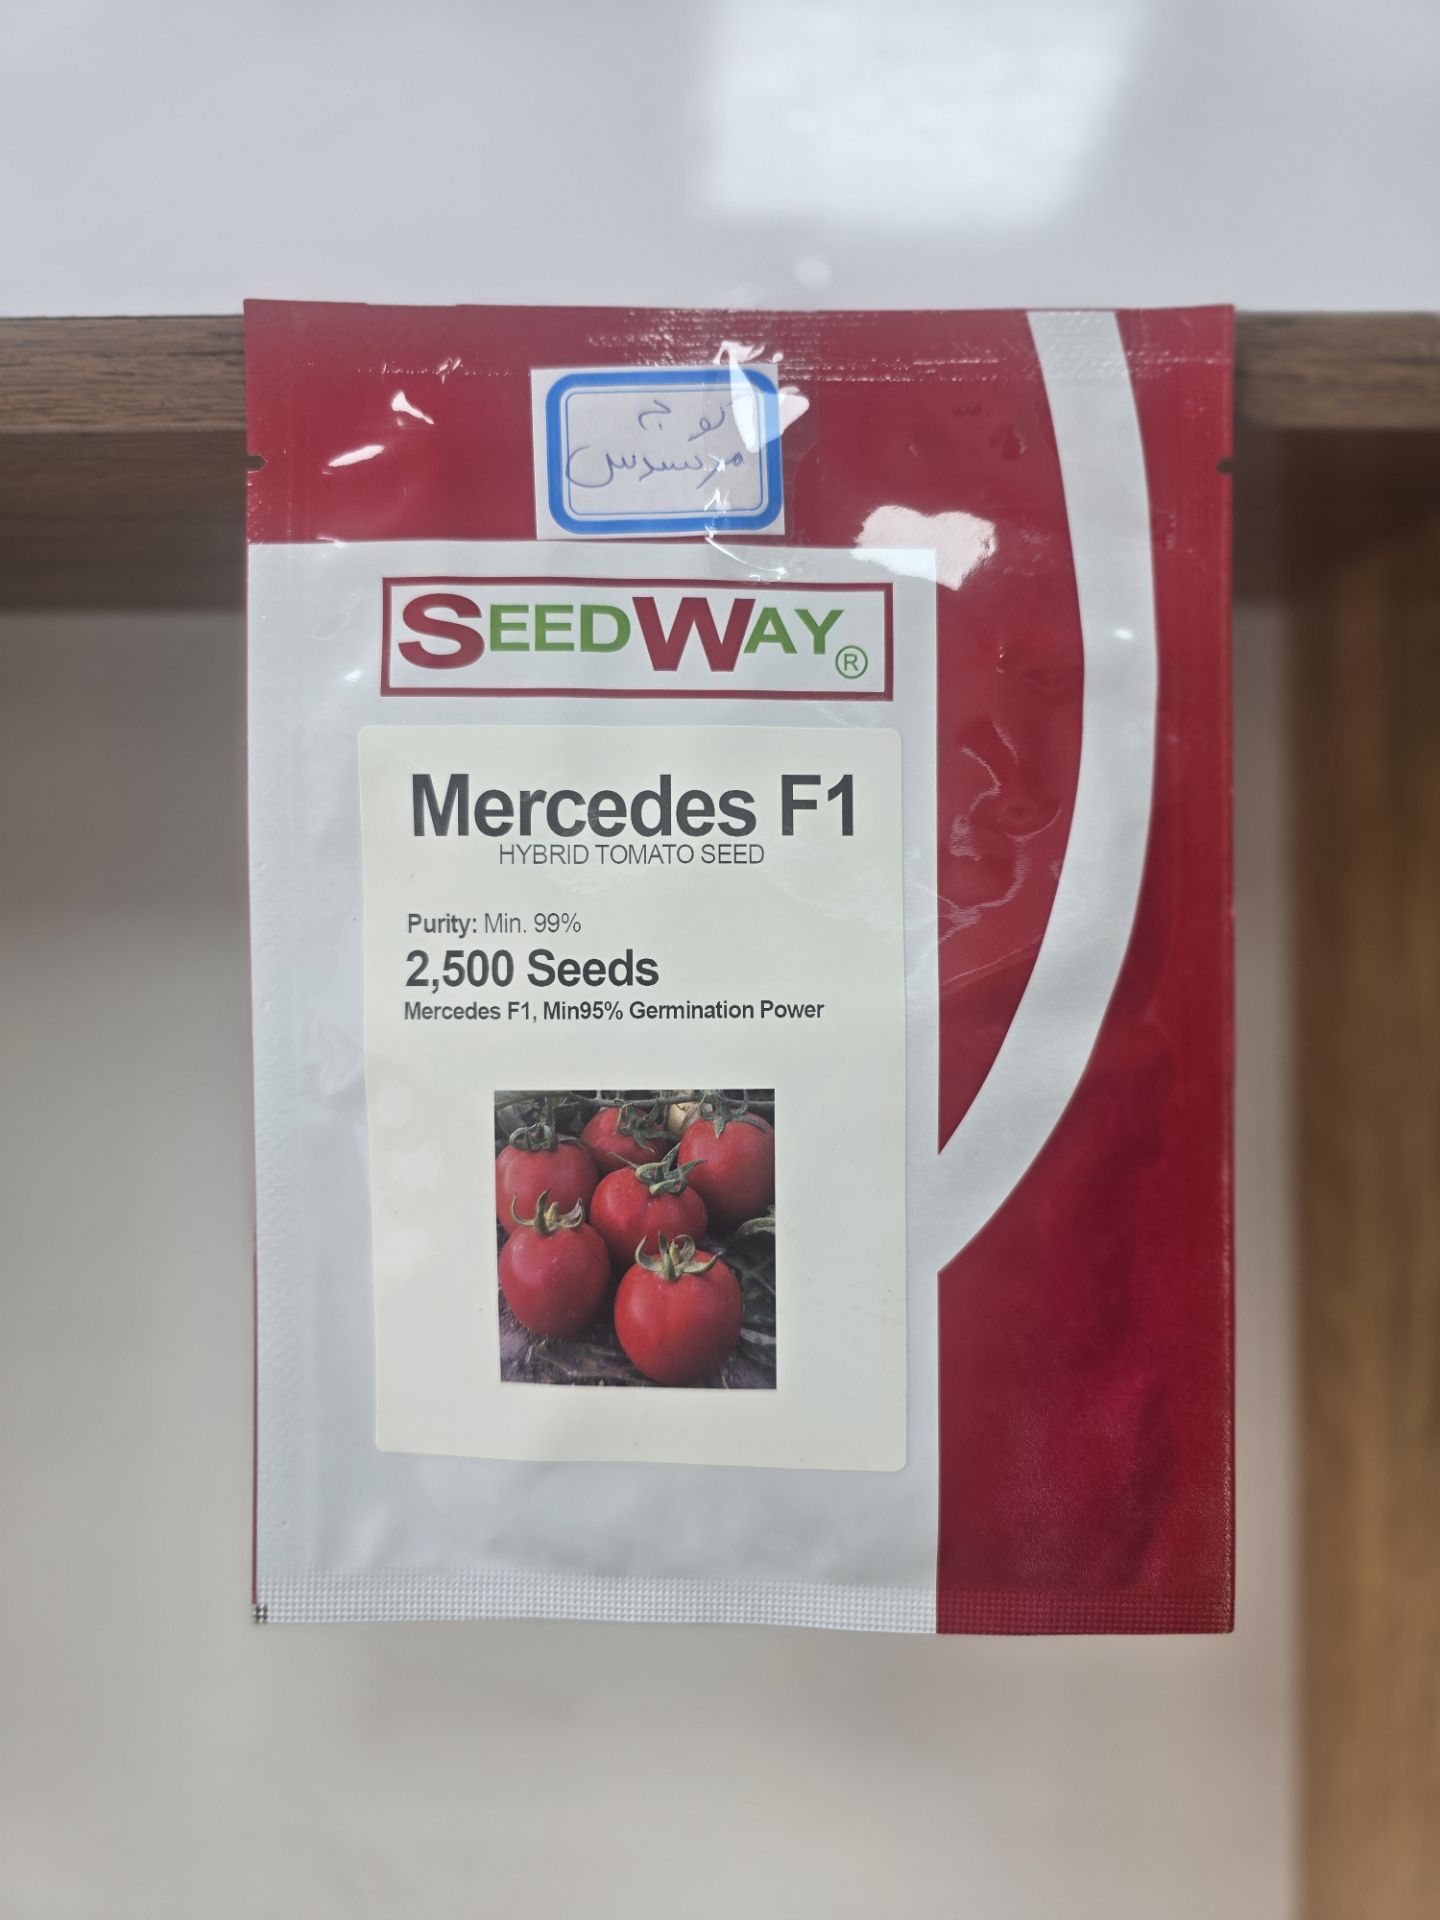 گوجه
مرسدس
SEEDWAY®
Mercedes F1
HYBRID TOMATO SEED
Purity: Min. 99%
2,500 Seeds
Mercedes F1, Min95% Germination Power